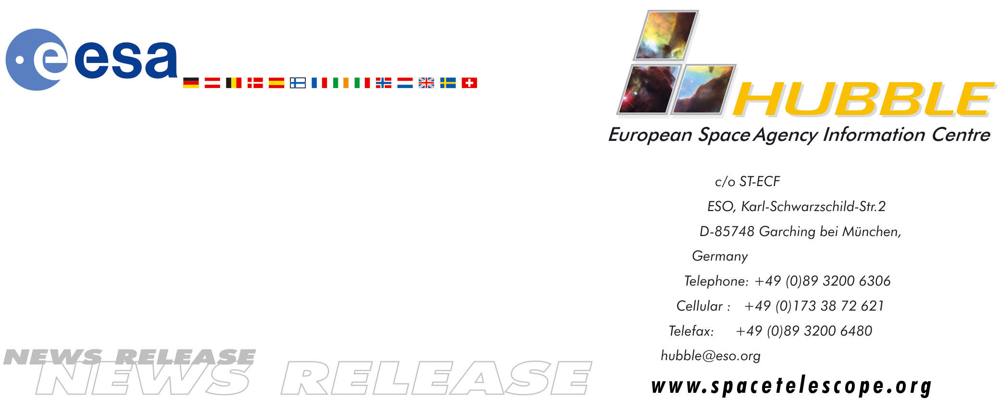 esa
HUBBLE
European Space Agency Information Centre
c/o ST-ECF
ESO, Karl-Schwarzschild-Str.2
D-85748 Garching bei München,
Germany
Telephone: +49 (0)89 3200 6306
Cellular : +49 (0)173 38 72 621
Telefax: +49 (0)89 3200 6480
hubble@eso.org
www.spacetelescope.org
NEWS RELEASE
NEWS RELEASE